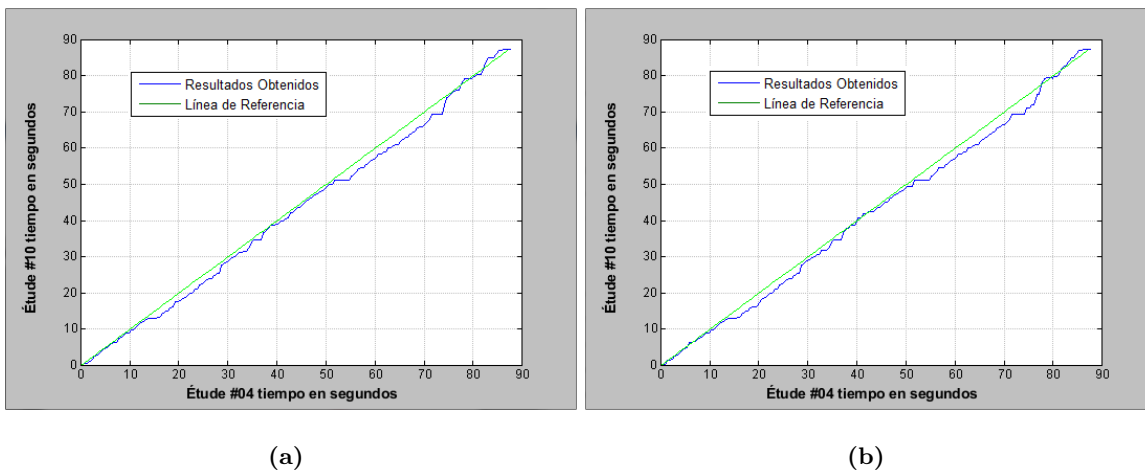 90
80
70
60
50
40
30
20
10
0
Étude #10 tiempo en segundos
Resultados Obtenidos
Línea de Referencia
0 10 20 30 40 50 60 70 80 90
Étude #04 tiempo en segundos
(a)
90
80
70
60
50
40
30
20
10
0
Étude #10 tiempo en segundos
Resultados Obtenidos
Línea de Referencia
0 10 20 30 40 50 60 70 80 90
Étude #04 tiempo en segundos
(b)